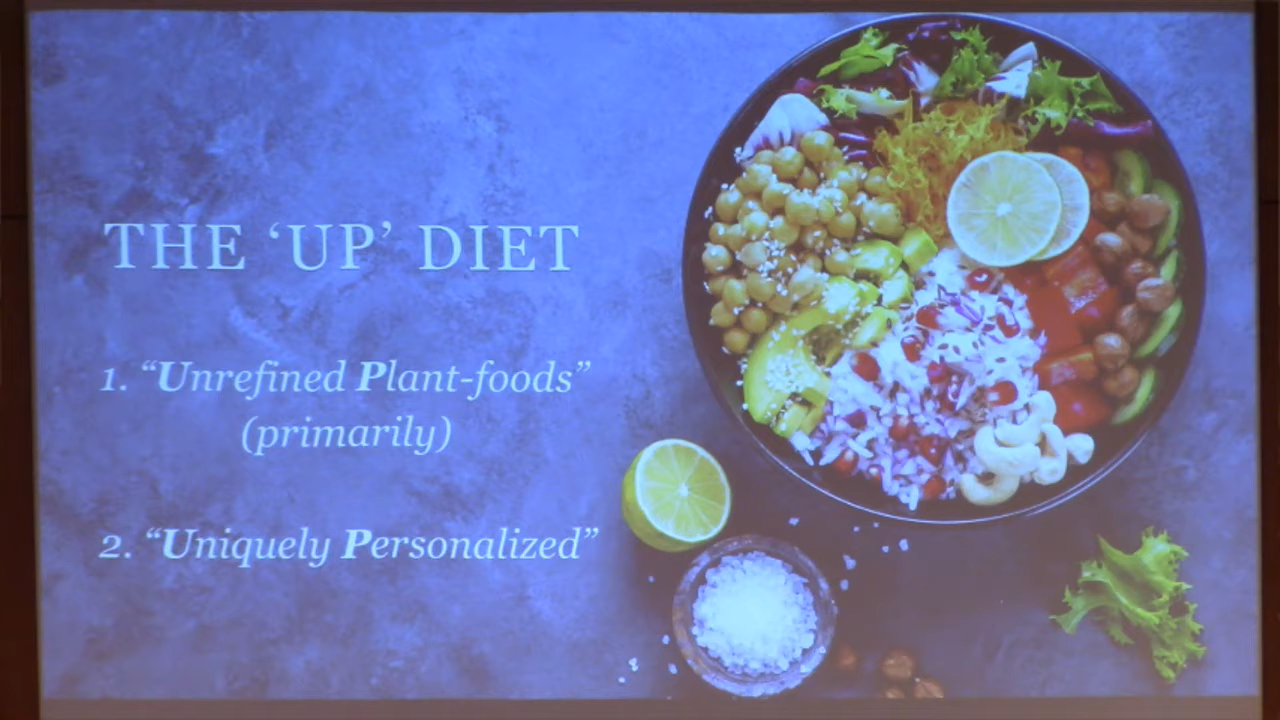 THE ‘UP’ DIET
1. “Unrefined Plant-foods”
(primarily)
2. “Uniquely Personalized”